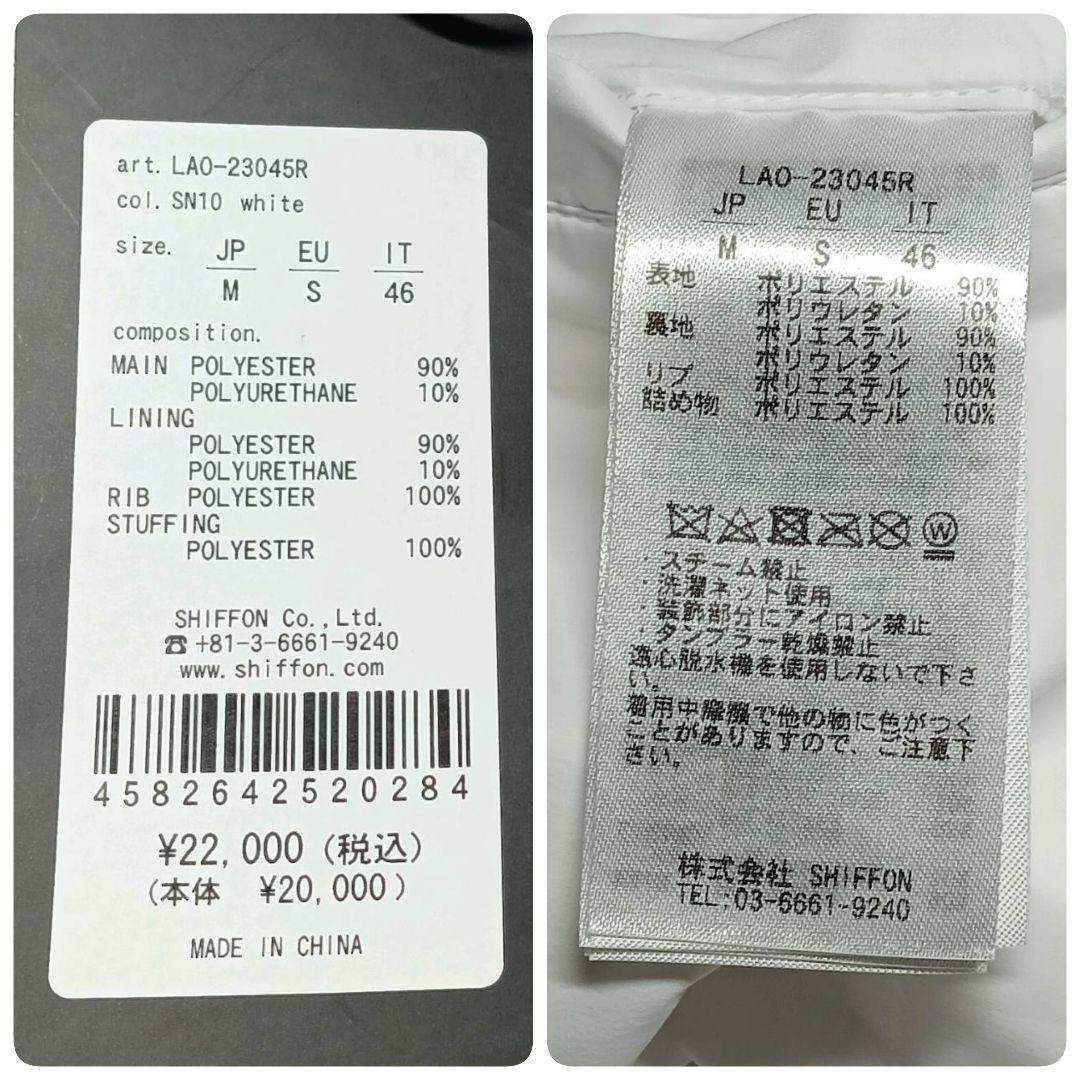 art. LAO-23045R
col. SN10 white
size. JP EU IT
M S 46
composition.
MAIN POLYESTER 90%
POLYURETHANE 10%
LINING
POLYESTER 90%
POLYURETHANE 10%
RIB POLYESTER 100%
STUFFING
POLYESTER 100%
SHIFFON Co.,Ltd.
☎+81-3-6661-9240
www.shiffon.com
4582642520284
¥22,000(税込)
(本体 ¥20,000)
MADE IN CHINA
LAO-23045R
JP EU IT
M S 46
表地 ポリエステル 90%
ポリウレタン 10%
裏地 ポリエステル 90%
ポリウレタン 10%
リブ ポリエステル 100%
詰め物 ポリエステル 100%
W
・スチーム禁止
・洗濯ネット使用
・装飾部分にアイロン禁止
・タンブラー乾燥禁止
遠心脱水機を使用しないで下さ
い。
着用中摩擦で他の物に色がつく
ことがありますので、ご注意下
さい。
株式会社 SHIFFON
TEL:03-6661-9240